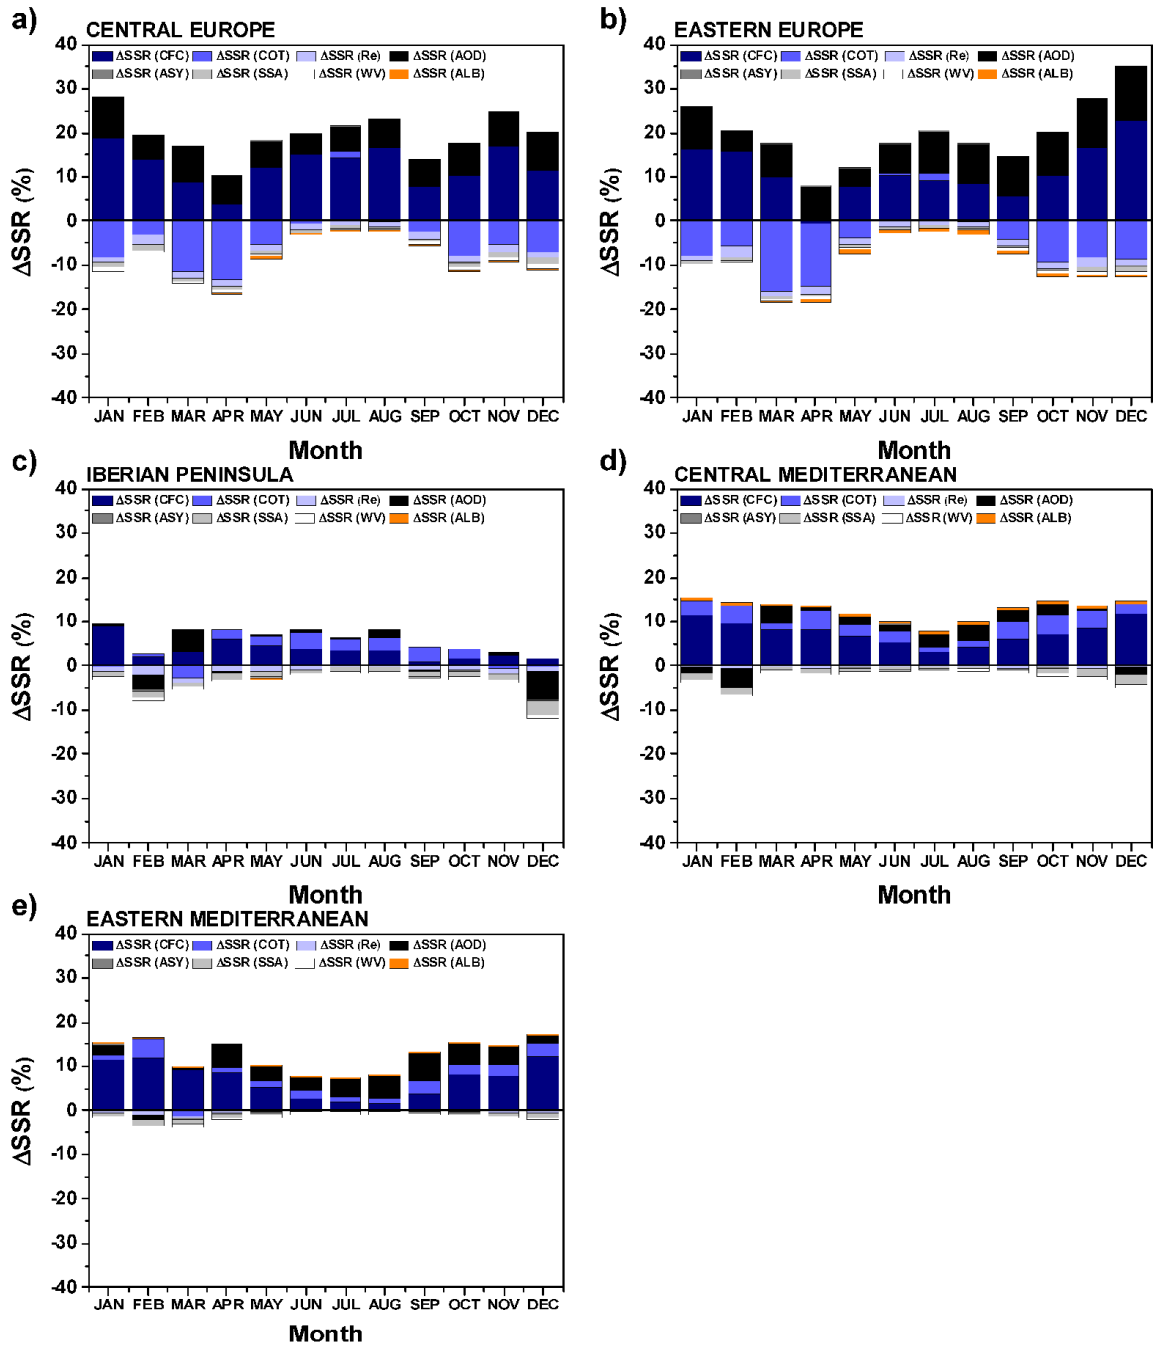 a)
CENTRAL EUROPE
ΔSSR (CFC) ΔSSR (COT) ΔSSR (Re) ΔSSR (AOD)
ΔSSR (ASY) ΔSSR (SSA) ΔSSR (WV) ΔSSR (ALB)
40
30
20
10
0
-10
-20
-30
-40
ΔSSR (%)
JAN FEB MAR APR MAY JUN JUL AUG SEP OCT NOV DEC
Month
b)
EASTERN EUROPE
ΔSSR (CFC) ΔSSR (COT) ΔSSR (Re) ΔSSR (AOD)
ΔSSR (ASY) ΔSSR (SSA) ΔSSR (WV) ΔSSR (ALB)
40
30
20
10
0
-10
-20
-30
-40
ΔSSR (%)
JAN FEB MAR APR MAY JUN JUL AUG SEP OCT NOV DEC
Month
c)
IBERIAN PENINSULA
ΔSSR (CFC) ΔSSR (COT) ΔSSR (Re) ΔSSR (AOD)
ΔSSR (ASY) ΔSSR (SSA) ΔSSR (WV) ΔSSR (ALB)
40
30
20
10
0
-10
-20
-30
-40
ΔSSR (%)
JAN FEB MAR APR MAY JUN JUL AUG SEP OCT NOV DEC
Month
d)
CENTRAL MEDITERRANEAN
ΔSSR (CFC) ΔSSR (COT) ΔSSR (Re) ΔSSR (AOD)
ΔSSR (ASY) ΔSSR (SSA) ΔSSR (WV) ΔSSR (ALB)
40
30
20
10
0
-10
-20
-30
-40
ΔSSR (%)
JAN FEB MAR APR MAY JUN JUL AUG SEP OCT NOV DEC
Month
e)
EASTERN MEDITERRANEAN
ΔSSR (CFC) ΔSSR (COT) ΔSSR (Re) ΔSSR (AOD)
ΔSSR (ASY) ΔSSR (SSA) ΔSSR (WV) ΔSSR (ALB)
40
30
20
10
0
-10
-20
-30
-40
ΔSSR (%)
JAN FEB MAR APR MAY JUN JUL AUG SEP OCT NOV DEC
Month